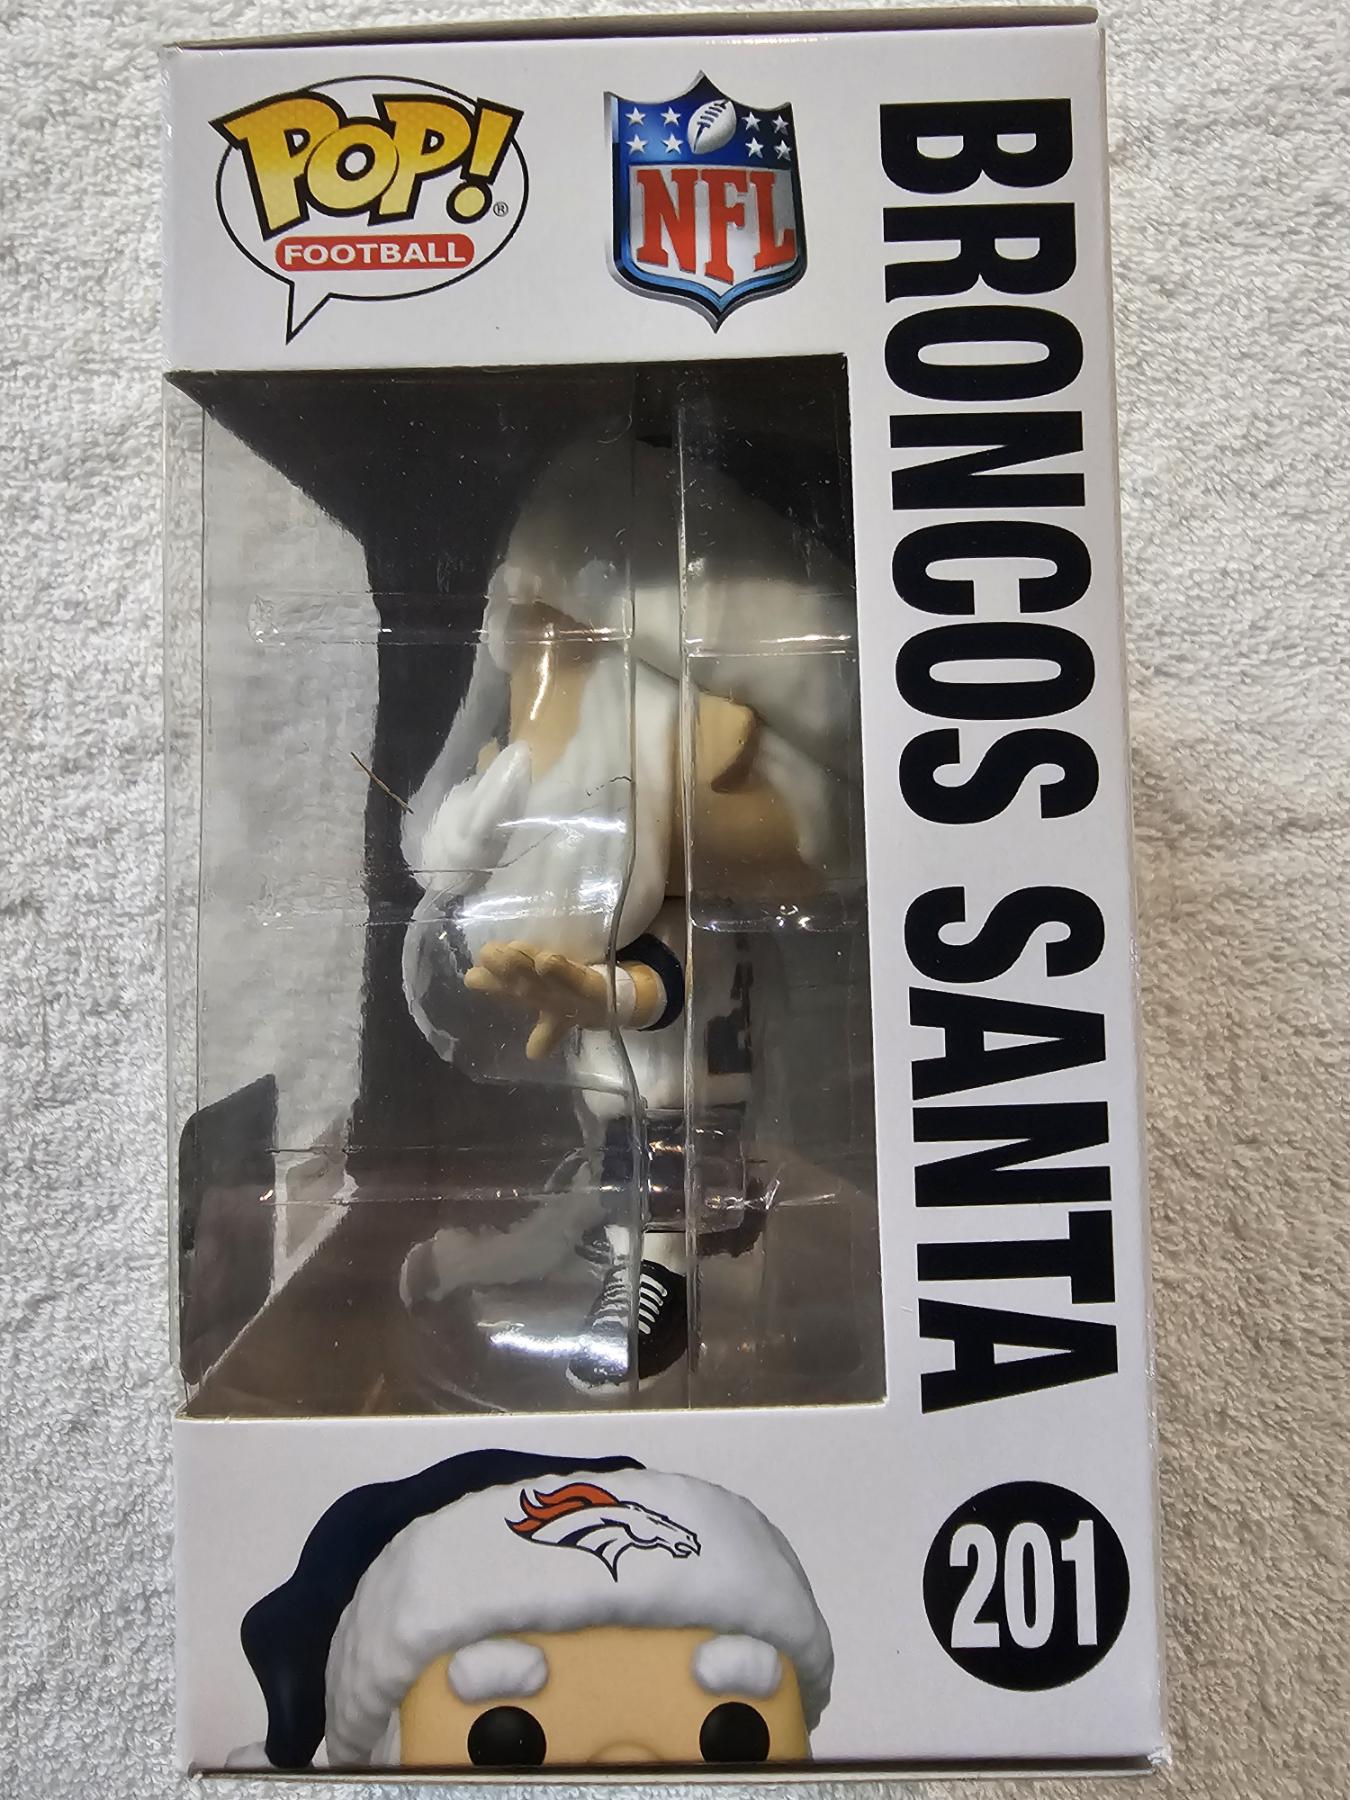 POP!®
FOOTBALL
NFL
BRONCOS SANTA
201